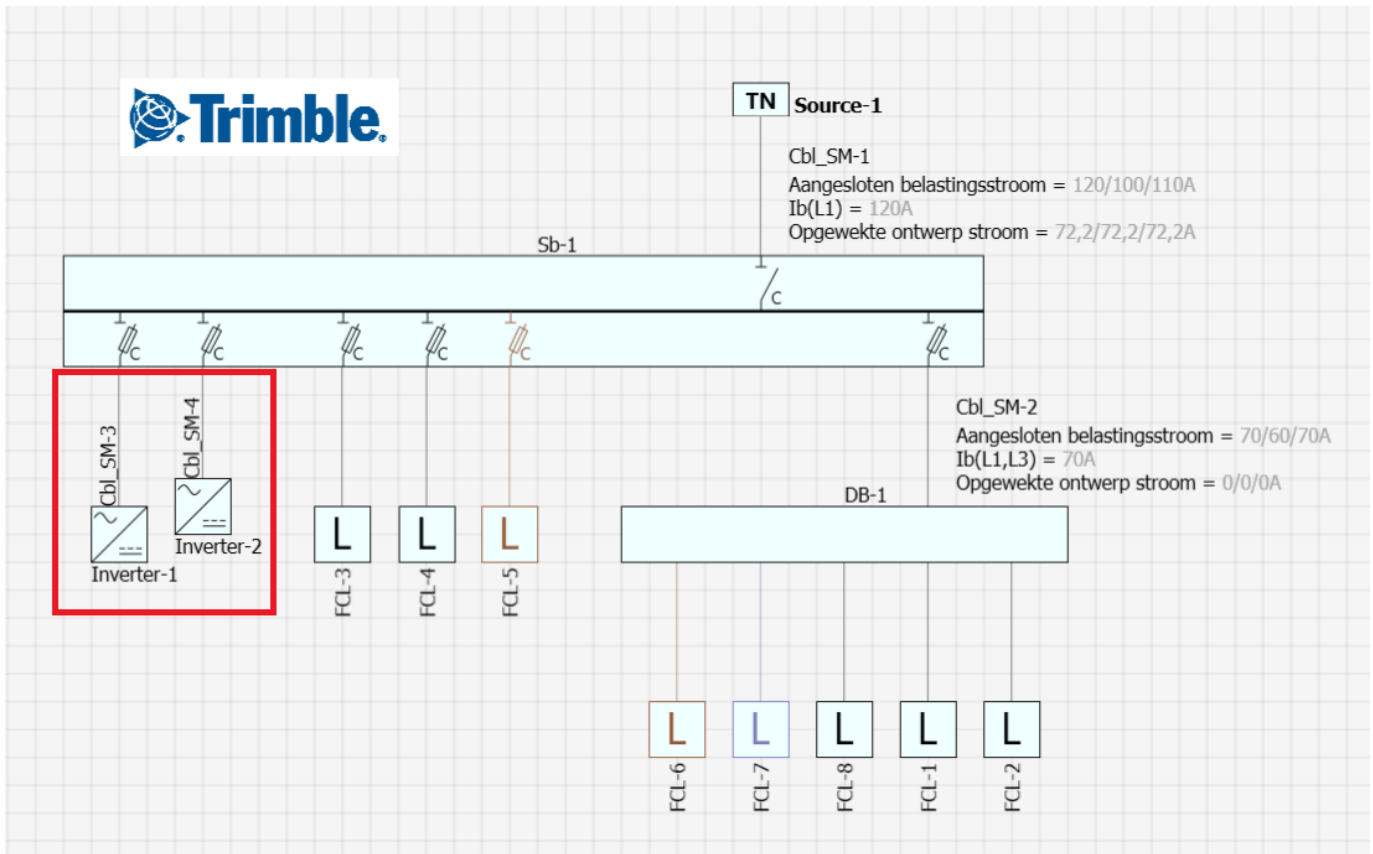 Trimble.
TN Source-1
Cbl_SM-1
Aangesloten belastingsstroom = 120/100/110A
Ib(L1) = 120A
Opgewekte ontwerp stroom = 72,2/72,2/72,2A
Sb-1
C
C C C C C C
Cbl_SM-3
Cbl_SM-4
Cbl_SM-2
Aangesloten belastingsstroom = 70/60/70A
Ib(L1,L3) = 70A
Opgewekte ontwerp stroom = 0/0/0A
DB-1
L L L
Inverter-2
Inverter-1
FCL-3
FCL-4
FCL-5
L L L L L
FCL-6
FCL-7
FCL-8
FCL-1
FCL-2